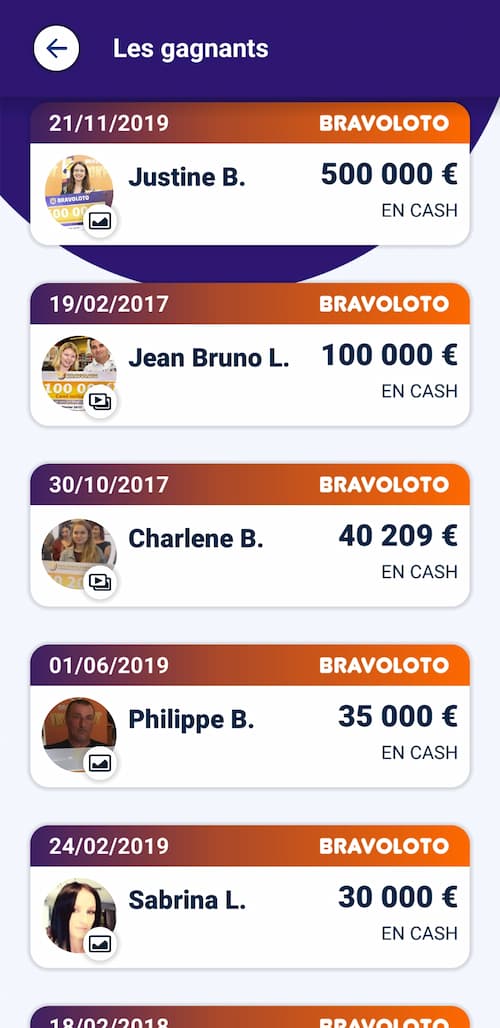 Les gagnants
21/11/2019 BRAVOLOTO
Justine B. 500 000 €
BRAVOLOTO
EN CASH
19/02/2017 BRAVOLOTO
Jean Bruno L. 100 000 €
100 0
EN CASH
30/10/2017 BRAVOLOTO
Charlene B. 40 209 €
EN CASH
01/06/2019 BRAVOLOTO
Philippe B. 35 000 €
EN CASH
24/02/2019 BRAVOLOTO
Sabrina L. 30 000 €
EN CASH
18/02/2018 BRAVOLOTO